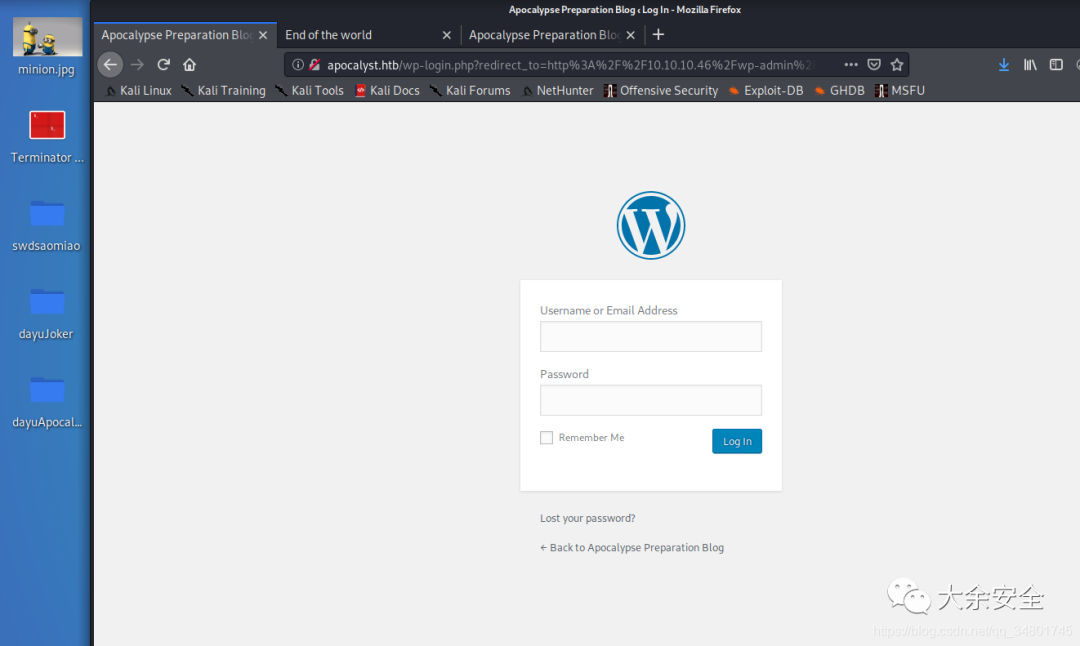 Apocalypse Preparation Blog ‹ Log In - Mozilla Firefox
Apocalypse Preparation Blog
End of the world
Apocalypse Preparation Blog
apocalyst.htb/wp-login.php?redirect_to=http%3A%2F%2F10.10.10.46%2Fwp-admin%2
Kali Linux
Kali Training
Kali Tools
Kali Docs
Kali Forums
NetHunter
Offensive Security
Exploit-DB
GHDB
MSFU
minion.jpg
Terminator ...
swdsaomiao
dayuJoker
dayuApocal...
Username or Email Address
Password
Remember Me
Log In
Lost your password?
← Back to Apocalypse Preparation Blog
大余安全
https://blog.csdn.net/qq_34801745